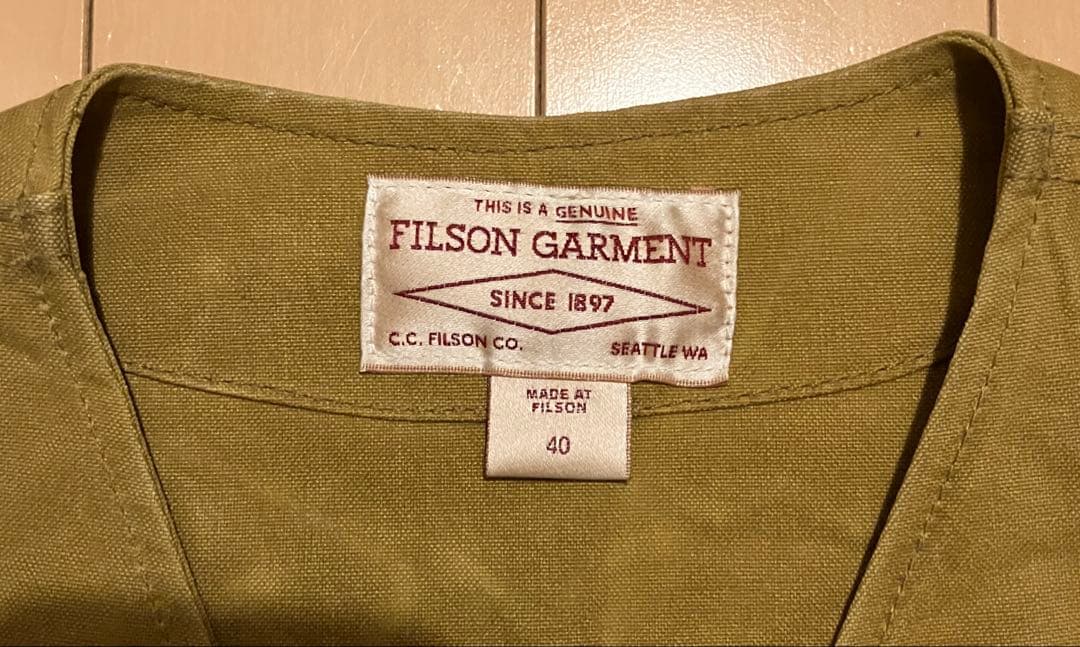 THIS IS A GENUINE
FILSON GARMENT
SINCE 1897
C.C. FILSON CO. SEATTLE WA
MADE AT
FILSON
40